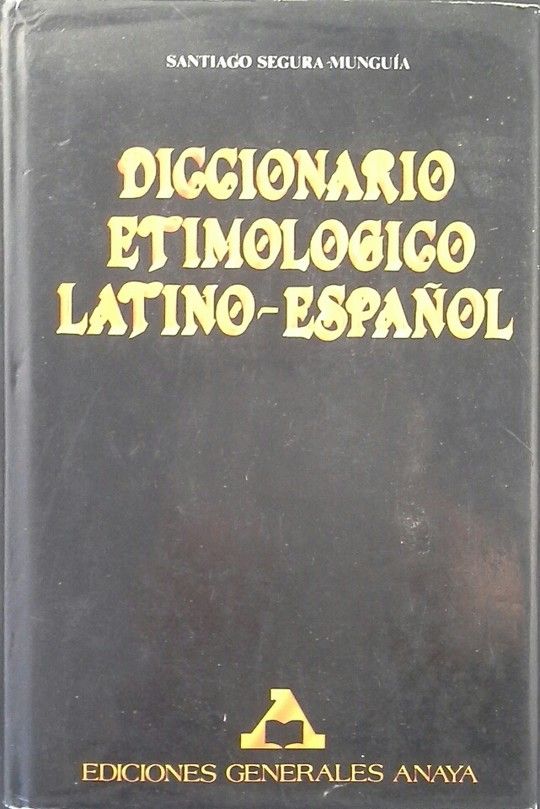 SANTIAGO SEGURA-MUNGUÍA
DICCIONARIO
ETIMOLOGICO
LATINO-ESPAÑOL
EDICIONES GENERALES ANAYA